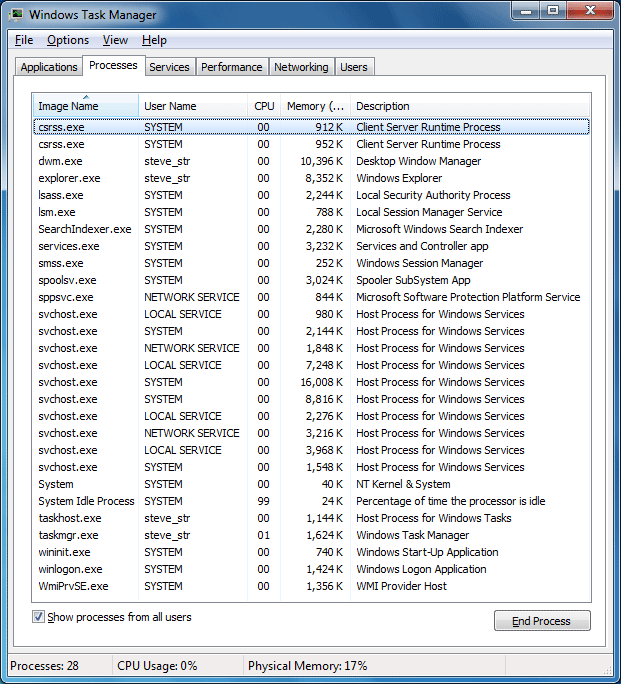 Windows Task Manager
File Options View Help
Applications Processes Services Performance Networking Users
Image Name User Name CPU Memory (... Description
csrss.exe SYSTEM 00 912 K Client Server Runtime Process
csrss.exe SYSTEM 00 952 K Client Server Runtime Process
dwm.exe steve_str 00 10,396 K Desktop Window Manager
explorer.exe steve_str 00 8,352 K Windows Explorer
lsass.exe SYSTEM 00 2,244 K Local Security Authority Process
lsm.exe SYSTEM 00 788 K Local Session Manager Service
SearchIndexer.exe SYSTEM 00 2,280 K Microsoft Windows Search Indexer
services.exe SYSTEM 00 3,232 K Services and Controller app
smss.exe SYSTEM 00 252 K Windows Session Manager
spoolsv.exe SYSTEM 00 3,024 K Spooler SubSystem App
sppsvc.exe NETWORK SERVICE 00 844 K Microsoft Software Protection Platform Service
svchost.exe LOCAL SERVICE 00 980 K Host Process for Windows Services
svchost.exe SYSTEM 00 2,144 K Host Process for Windows Services
svchost.exe NETWORK SERVICE 00 1,848 K Host Process for Windows Services
svchost.exe LOCAL SERVICE 00 7,248 K Host Process for Windows Services
svchost.exe SYSTEM 00 16,008 K Host Process for Windows Services
svchost.exe SYSTEM 00 8,816 K Host Process for Windows Services
svchost.exe LOCAL SERVICE 00 2,276 K Host Process for Windows Services
svchost.exe NETWORK SERVICE 00 3,216 K Host Process for Windows Services
svchost.exe LOCAL SERVICE 00 3,968 K Host Process for Windows Services
svchost.exe SYSTEM 00 1,548 K Host Process for Windows Services
System SYSTEM 00 40 K NT Kernel & System
System Idle Process SYSTEM 99 24 K Percentage of time the processor is idle
taskhost.exe steve_str 00 1,144 K Host Process for Windows Tasks
taskmgr.exe steve_str 01 1,624 K Windows Task Manager
wininit.exe SYSTEM 00 740 K Windows Start-Up Application
winlogon.exe SYSTEM 00 1,424 K Windows Logon Application
WmiPrvSE.exe SYSTEM 00 1,356 K WMI Provider Host
Show processes from all users End Process
Processes: 28 CPU Usage: 0% Physical Memory: 17%